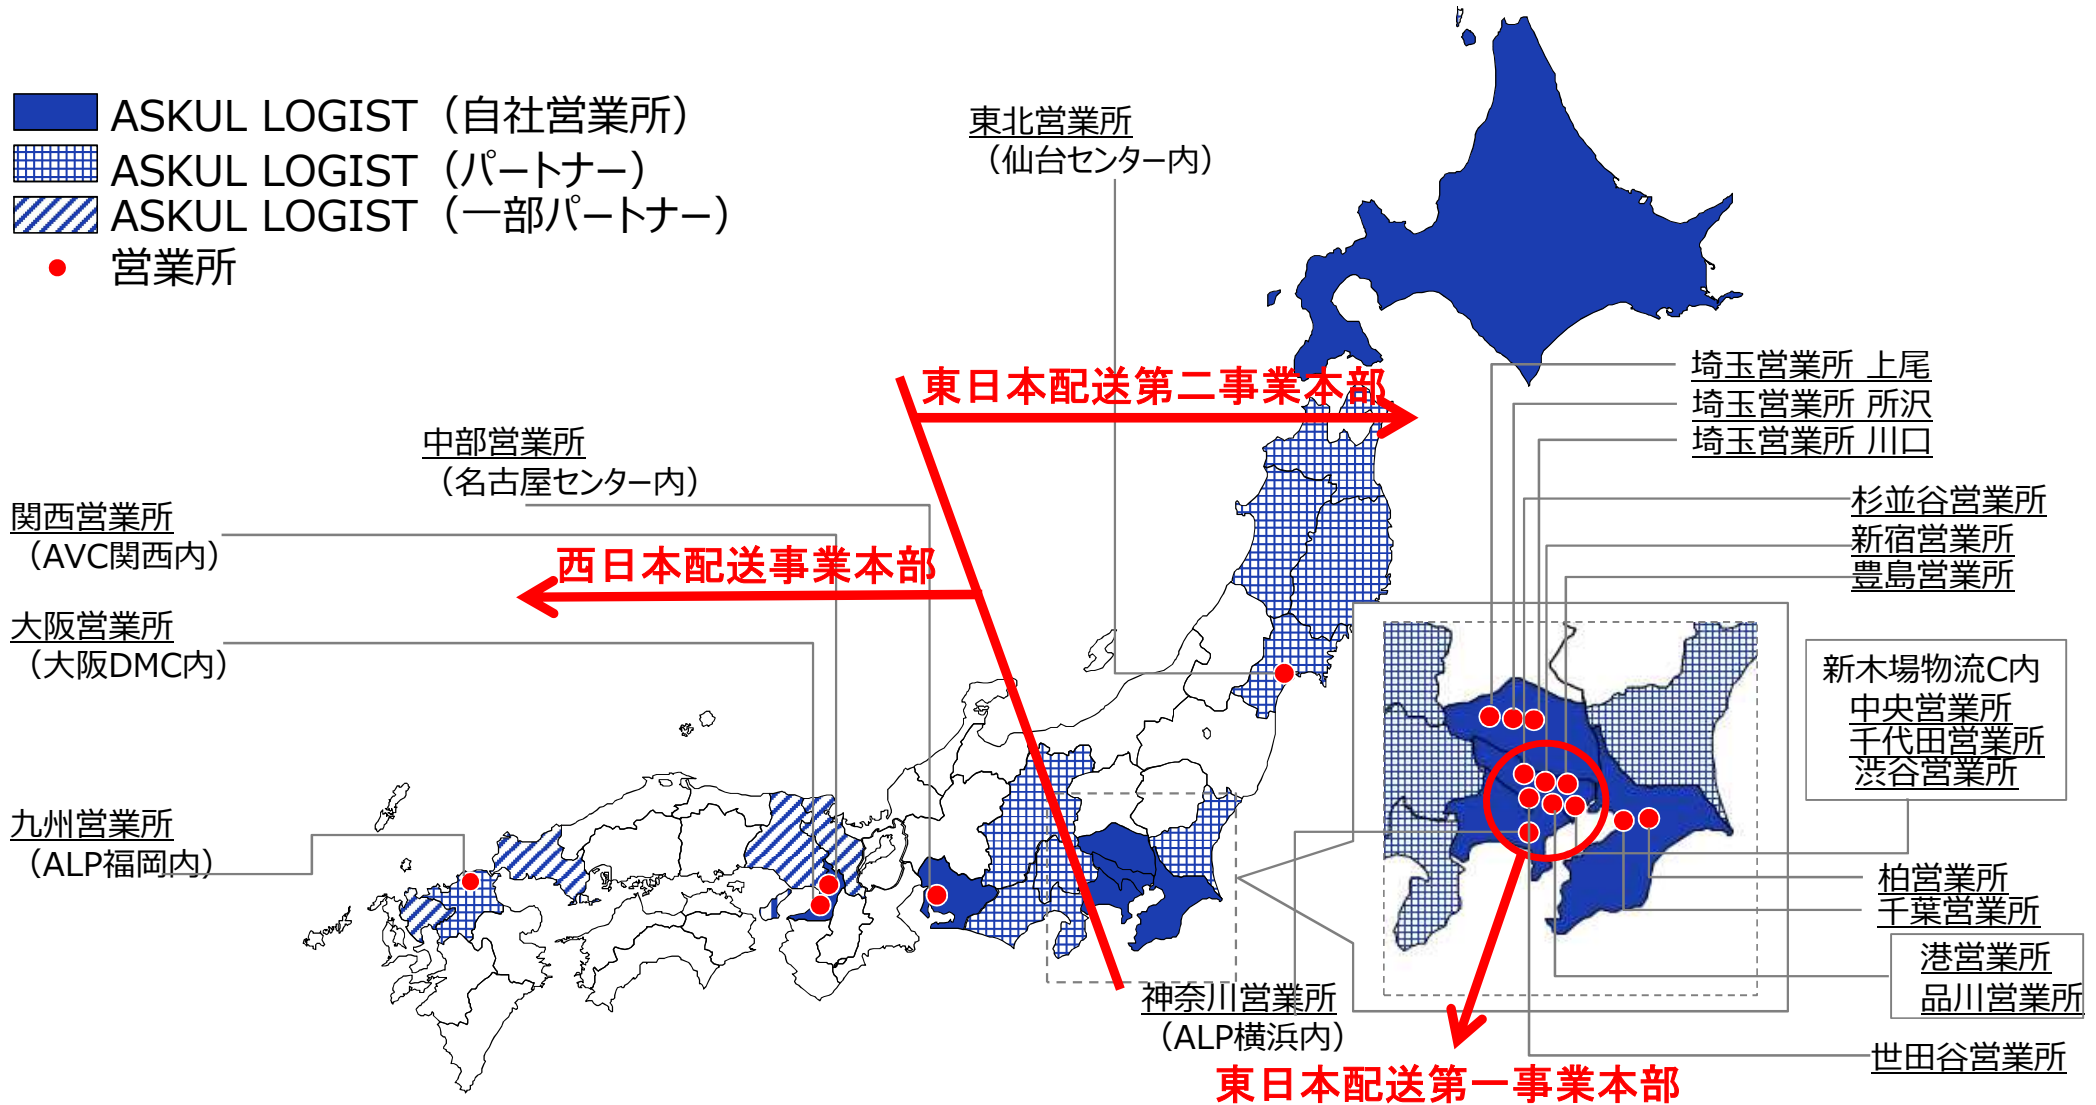 ASKUL LOGIST（自社営業所）
ASKUL LOGIST（パートナー）
ASKUL LOGIST（一部パートナー）
営業所
東北営業所
（仙台センター内）
東日本配送第二事業本部
中部営業所
（名古屋センター内）
関西営業所
（AVC関西内）
西日本配送事業本部
大阪営業所
（大阪DMC内）
九州営業所
（ALP福岡内）
埼玉営業所 上尾
埼玉営業所 所沢
埼玉営業所 川口
杉並谷営業所
新宿営業所
豊島営業所
新木場物流C内
中央営業所
千代田営業所
渋谷営業所
柏営業所
千葉営業所
港営業所
品川営業所
世田谷営業所
神奈川営業所
（ALP横浜内）
東日本配送第一事業本部